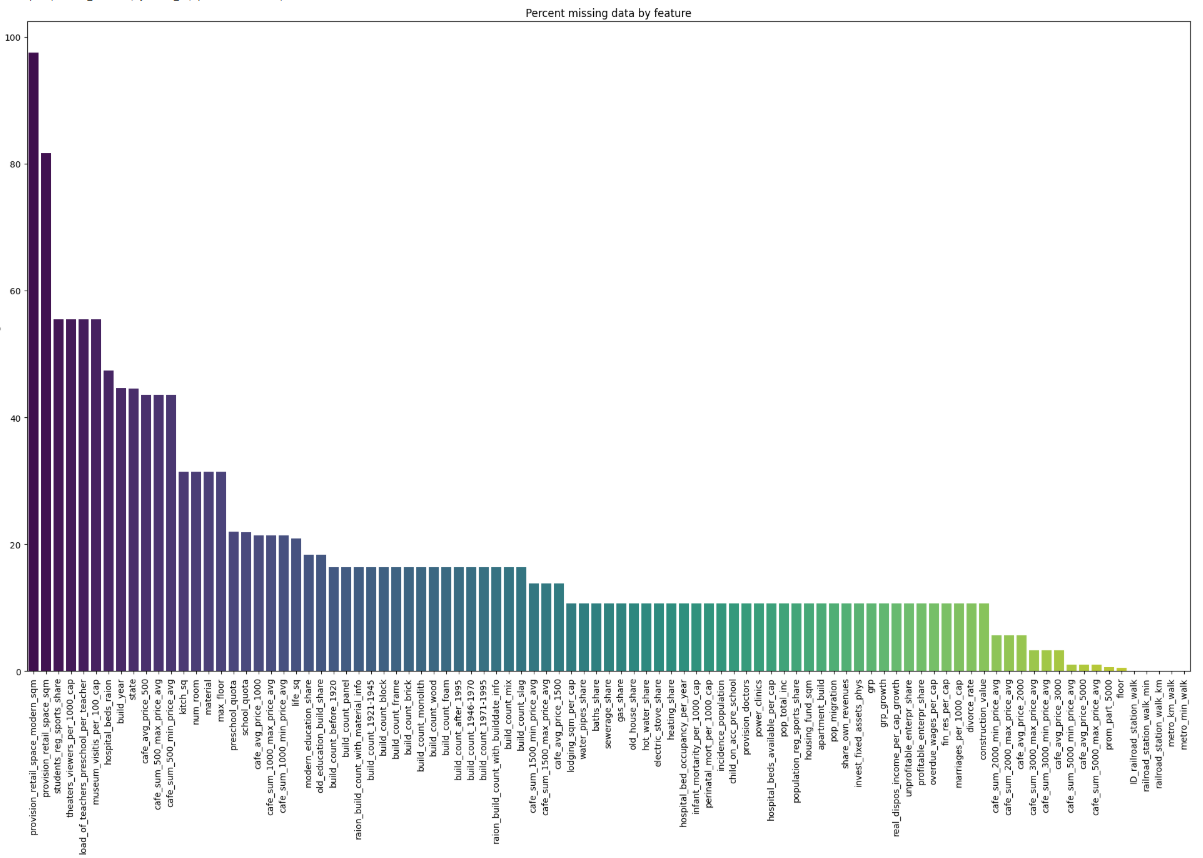 Percent missing data by feature
100
80
60
40
20
0
provision_retail_space_modern_sqm
provision_retail_space_sqm
students_reg_sports_share
theaters_viewers_per_1000_cap
load_of_teachers_preschool_per_teacher
museum_visitis_per_100_cap
hospital_beds_raion
build_year
state
cafe_avg_price_500
cafe_sum_500_max_price_avg
cafe_sum_500_min_price_avg
kitch_sq
num_room
material
max_floor
preschool_quota
school_quota
cafe_avg_price_1000
cafe_sum_1000_max_price_avg
cafe_sum_1000_min_price_avg
life_sq
modern_education_share
old_education_build_share
build_count_before_1920
build_count_panel
raion_build_count_with_material_info
build_count_1921-1945
build_count_block
build_count_frame
build_count_brick
build_count_monolith
build_count_wood
build_count_foam
build_count_after_1995
build_count_1946-1970
build_count_1971-1995
raion_build_count_with_builddate_info
build_count_mix
build_count_slag
cafe_sum_1500_min_price_avg
cafe_sum_1500_max_price_avg
cafe_avg_price_1500
lodging_sqm_per_cap
water_pipes_share
baths_share
sewerage_share
gas_share
old_house_share
hot_water_share
electric_stove_share
heating_share
hospital_bed_occupancy_per_year
infant_mortarity_per_1000_cap
perinatal_mort_per_1000_cap
incidence_population
child_on_acc_pre_school
provision_doctors
power_clinics
hospital_beds_available_per_cap
pop_total_inc
population_reg_sports_share
housing_fund_sqm
apartment_build
pop_migration
share_own_revenues
invest_fixed_assets_phys
grp
grp_growth
real_dispos_income_per_cap_growth
unprofitable_enterpr_share
profitable_enterpr_share
overdue_wages_per_cap
fin_res_per_cap
marriages_per_1000_cap
divorce_rate
construction_value
cafe_sum_2000_min_price_avg
cafe_sum_2000_max_price_avg
cafe_avg_price_2000
cafe_sum_3000_max_price_avg
cafe_sum_3000_min_price_avg
cafe_avg_price_3000
cafe_sum_5000_min_price_avg
cafe_avg_price_5000
cafe_sum_5000_max_price_avg
prom_part_5000
floor
ID_railroad_station_walk
railroad_station_walk_min
railroad_station_walk_km
metro_km_walk
metro_min_walk